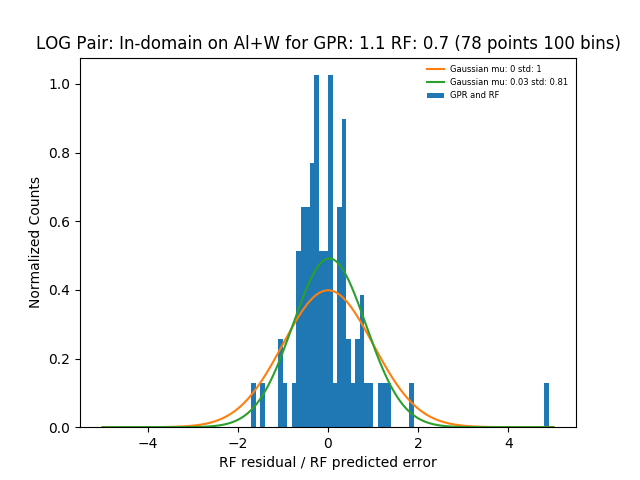 LOG Pair: In-domain on Al+W for GPR: 1.1 RF: 0.7 (78 points 100 bins)
Gaussian mu: 0 std: 1
Gaussian mu: 0.03 std: 0.81
GPR and RF
Normalized Counts
1.0
0.8
0.6
0.4
0.2
0.0
−4
−2
0
2
4
RF residual / RF predicted error